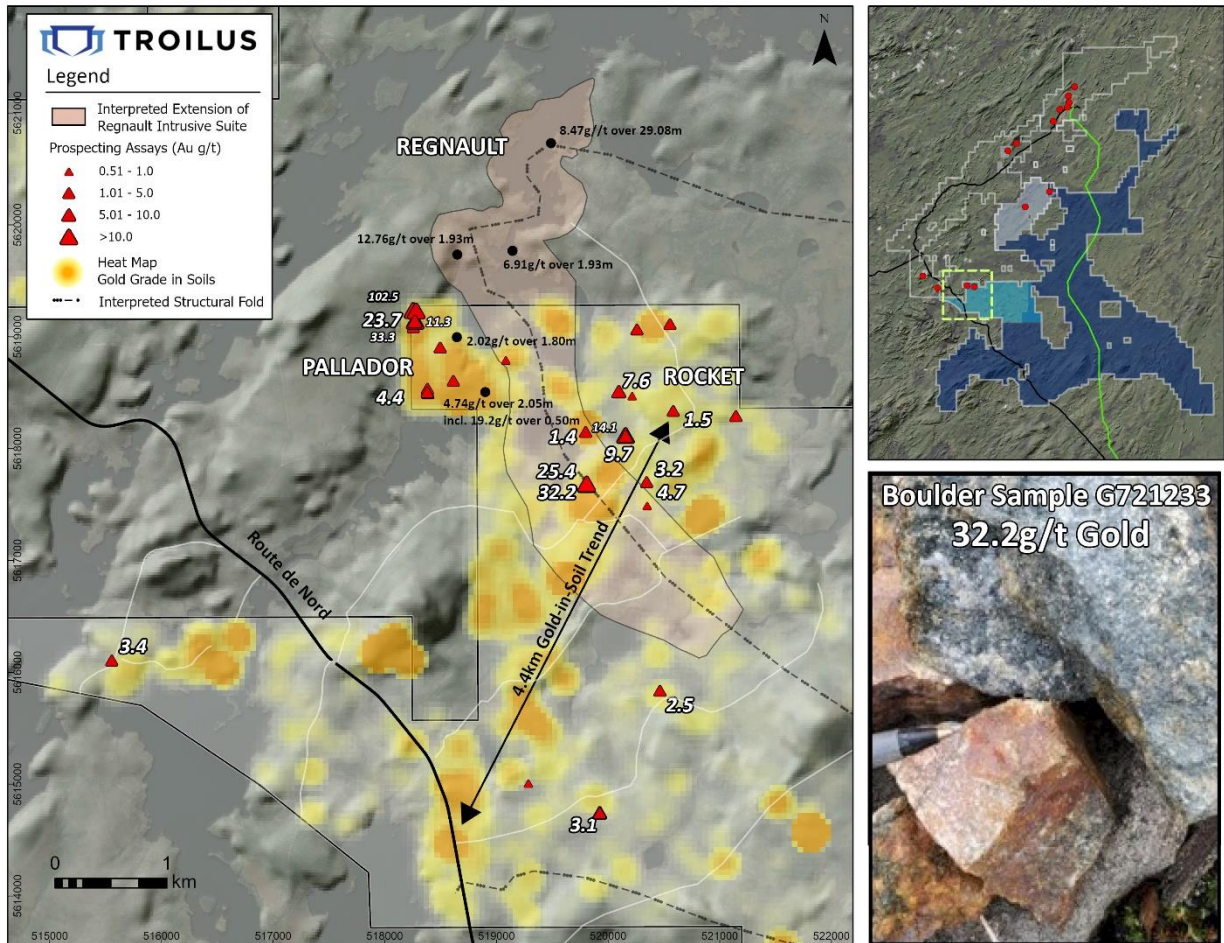 TROILUS
Legend
Interpreted Extension of
Regnault Intrusive Suite
Prospecting Assays (Au g/t)
0.51 - 1.0
1.01 - 5.0
5.01 - 10.0
>10.0
Heat Map
Gold Grade in Soils
Interpreted Structural Fold
N
REGNAULT
8.47g//t over 29.08m
12.76g/t over 1.93m
6.91g/t over 1.93m
102.5
23.7
11.3
33.3
2.02g/t over 1.80m
PALLADOR
4.4
4.74g/t over 2.05m
incl. 19.2g/t over 0,50m
ROCKET
7.6
1.5
1.4
14.1
9.7
25.4
32.2
3.2
4.7
4.4km Gold-in-Soil Trend
Route de Nord
3.4
2.5
3.1
0 1
km
5621000
5620000
5619000
5618000
5617000
5616000
5615000
5614000
515000 516000 517000 518000 519000 520000 521000 522000
Boulder Sample G721233
32.2g/t Gold